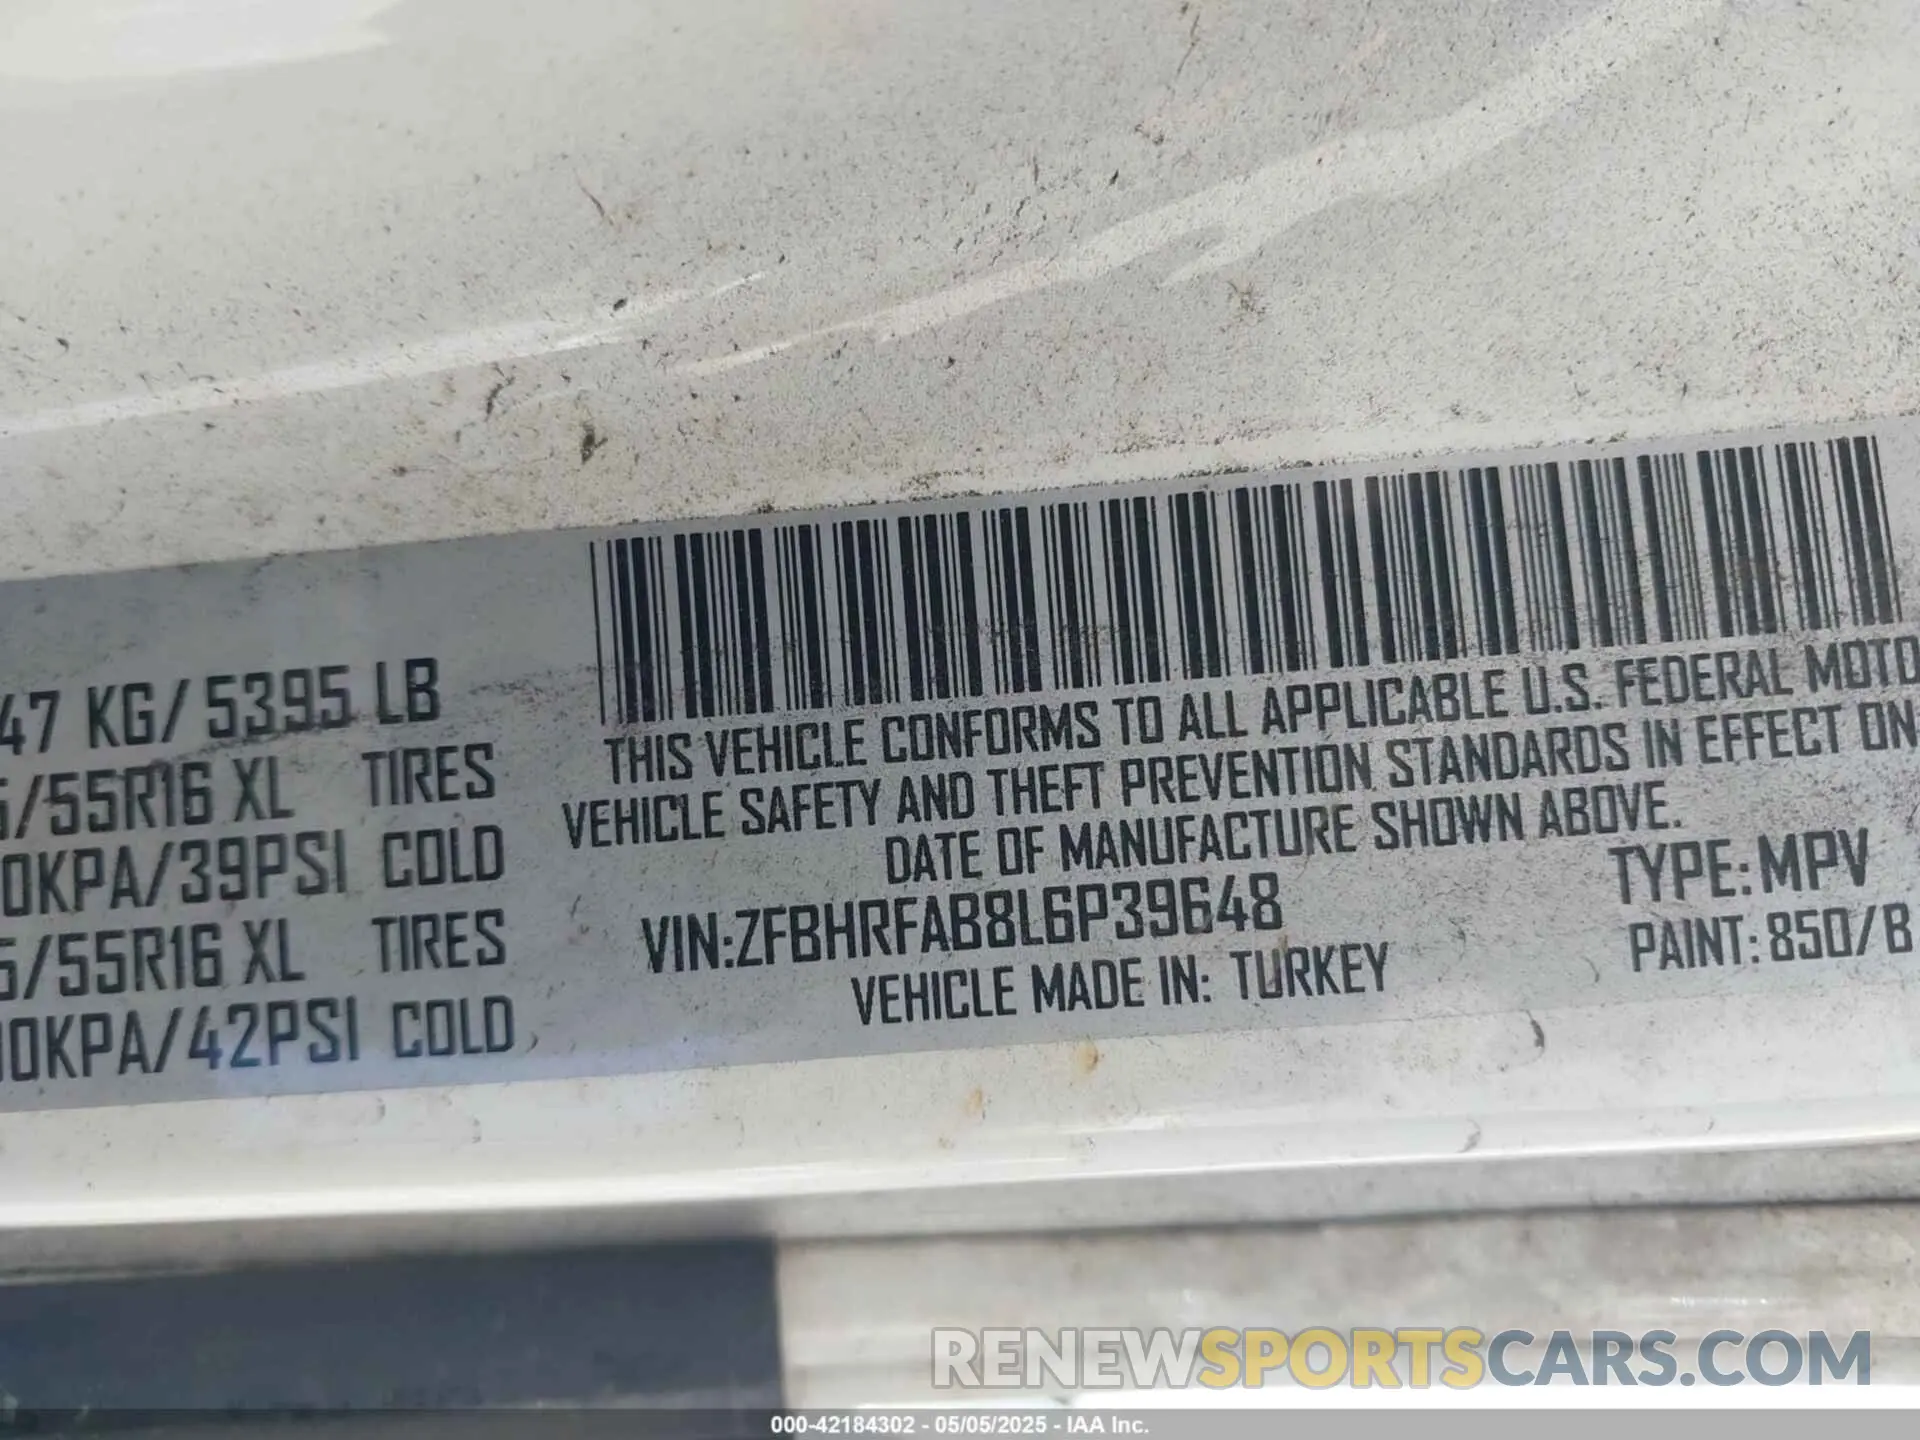 47 KG/ 5395 LB
5/55R16 XL TIRES
0KPA/39PSI COLD
5/55R16 XL TIRES
0KPA/42PSI COLD
THIS VEHICLE CONFORMS TO ALL APPLICABLE U.S. FEDERAL MOTO
VEHICLE SAFETY AND THEFT PREVENTION STANDARDS IN EFFECT ON
DATE OF MANUFACTURE SHOWN ABOVE.
VIN:ZFBHRFAB8L6P39648
TYPE: MPV
VEHICLE MADE IN: TURKEY
PAINT: 850/B
RENEWSPORTSCARS.COM
000-42184302 - 05/05/2025 - IAA Inc.